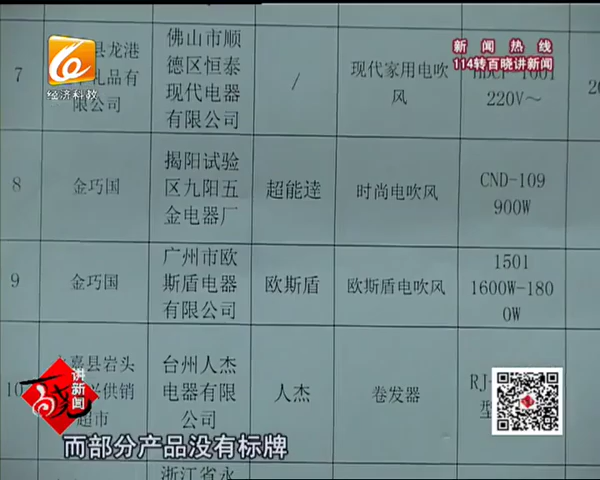 经济科教
新闻热线
114转百晓讲新闻
7
县龙港
礼品有
限公司
佛山市顺
德区恒泰
现代电器
有限公司
/
现代家用电吹
风
220V～
8
金巧国
揭阳试验
区九阳五
金电器厂
超能達
时尚电吹风
CND-109
900W
9
金巧国
广州市欧
斯盾电器
有限公司
欧斯盾
欧斯盾电吹风
1501
1600W-180
0W
10
嘉县岩头
供销
超市
台州人杰
电器有限
公司
人杰
卷发器
RJ-
型
浙江省永
百晓
讲新闻
而部分产品没有标牌